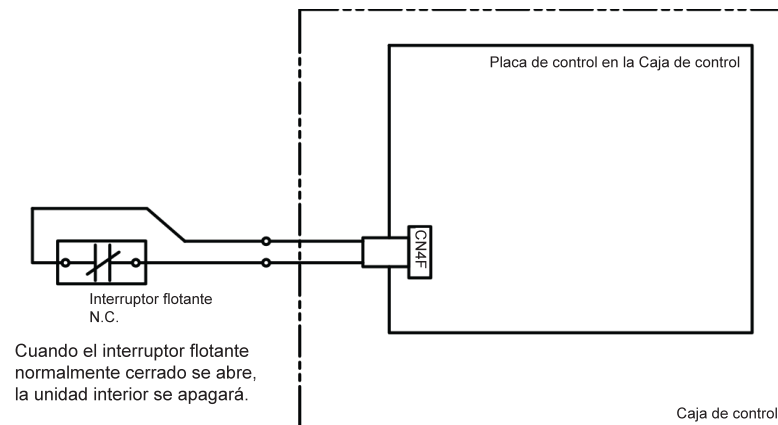 Placa de control en la Caja de control
CN4F
Interruptor flotante
N.C.
Cuando el interruptor flotante
normalmente cerrado se abre,
la unidad interior se apagará.
Caja de control